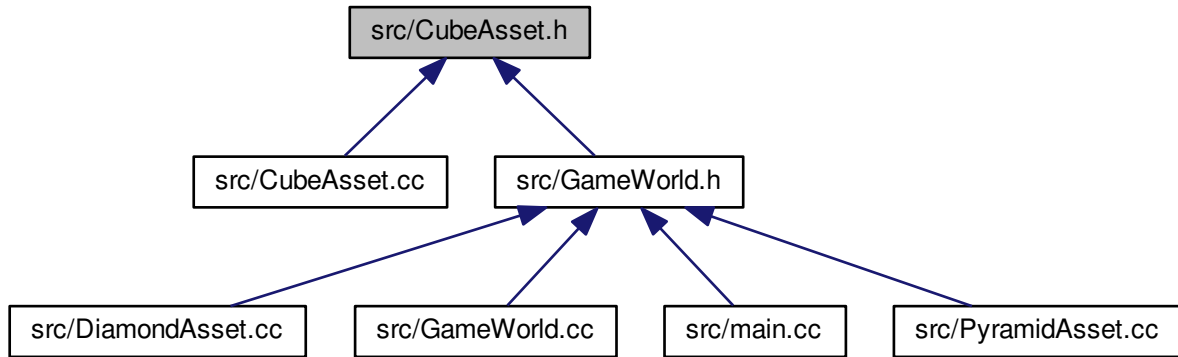 src/CubeAsset.h
src/CubeAsset.cc
src/GameWorld.h
src/DiamondAsset.cc
src/GameWorld.cc
src/main.cc
src/PyramidAsset.cc